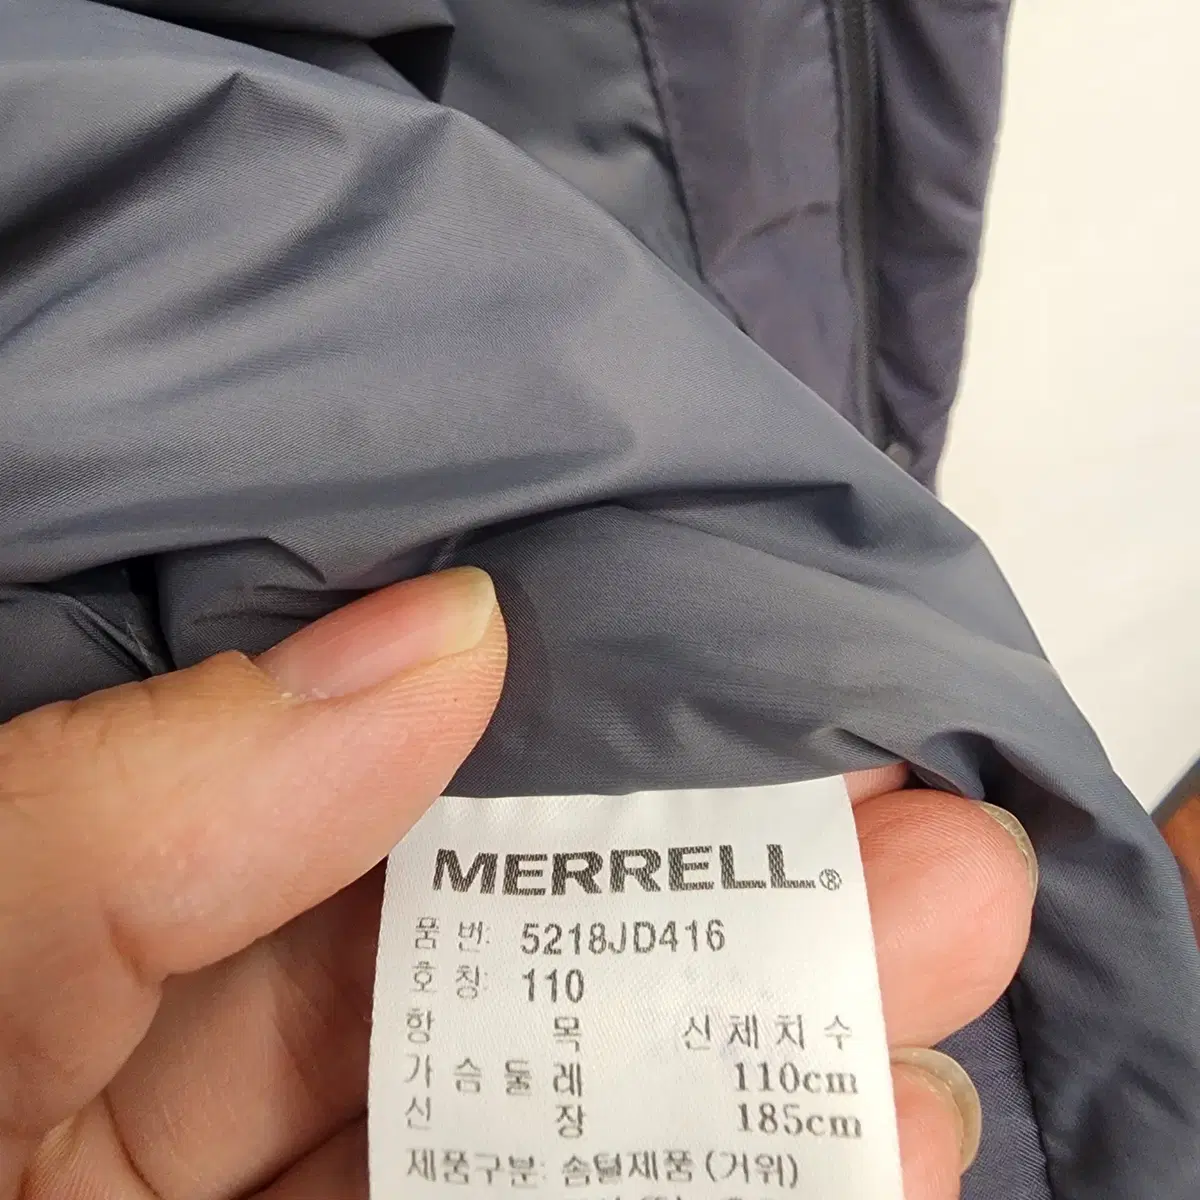 MERRELL®
품 번: 5218JD416
호 칭: 110
항 목 신 체 치 수
가 슴 둘 레 110cm
신 장 185cm
제품구분: 솜털제품 (거위)